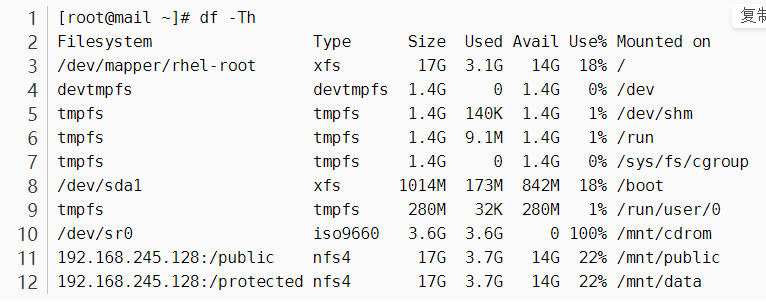 复制
1 [root@mail ~]# df -Th
2 Filesystem Type Size Used Avail Use% Mounted on
3 /dev/mapper/rhel-root xfs 17G 3.1G 14G 18% /
4 devtmpfs devtmpfs 1.4G 0 1.4G 0% /dev
5 tmpfs tmpfs 1.4G 140K 1.4G 1% /dev/shm
6 tmpfs tmpfs 1.4G 9.1M 1.4G 1% /run
7 tmpfs tmpfs 1.4G 0 1.4G 0% /sys/fs/cgroup
8 /dev/sda1 xfs 1014M 173M 842M 18% /boot
9 tmpfs tmpfs 280M 32K 280M 1% /run/user/0
10 /dev/sr0 iso9660 3.6G 3.6G 0 100% /mnt/cdrom
11 192.168.245.128:/public nfs4 17G 3.7G 14G 22% /mnt/public
12 192.168.245.128:/protected nfs4 17G 3.7G 14G 22% /mnt/data